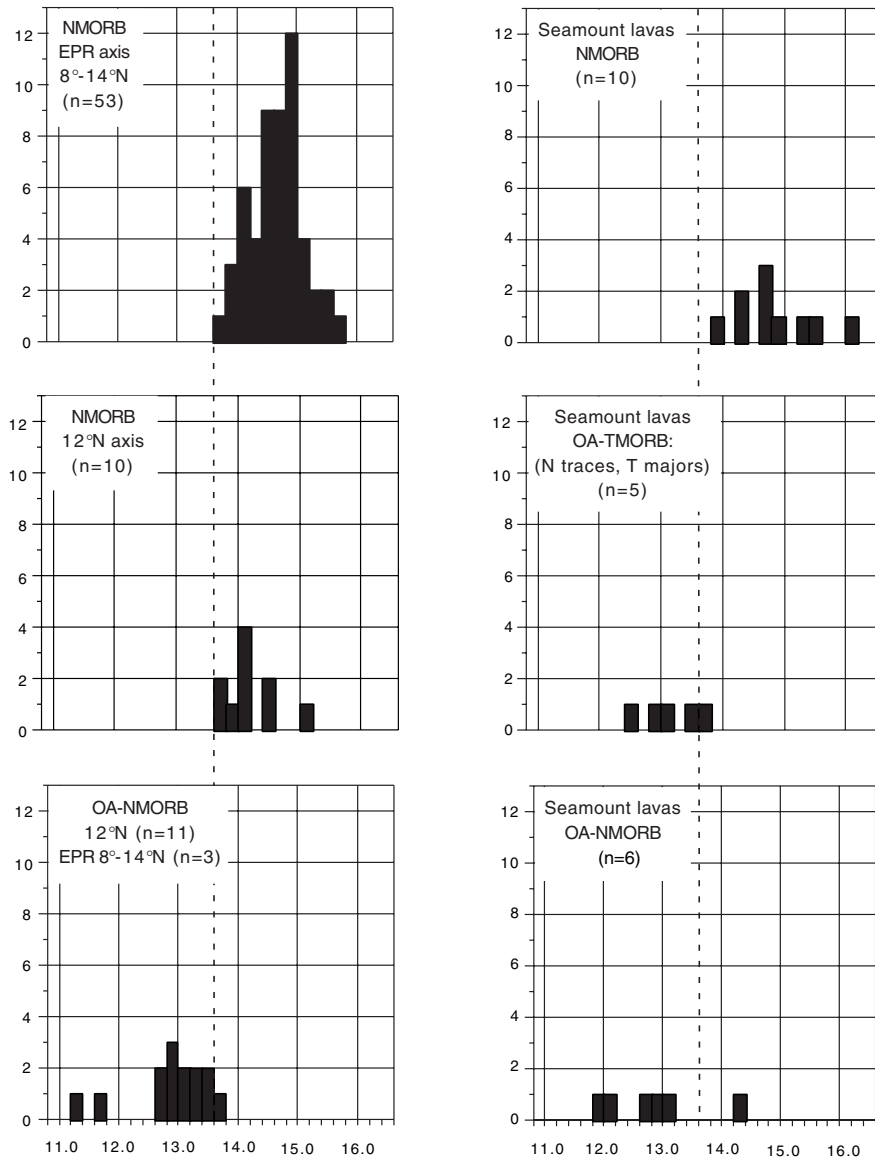 12
10
8
6
4
2
0
NMORB
EPR axis
8°-14°N
(n=53)
12
10
8
6
4
2
0
Seamount lavas
NMORB
(n=10)
12
10
8
6
4
2
0
NMORB
12°N axis
(n=10)
12
10
8
6
4
2
0
Seamount lavas
OA-TMORB:
(N traces, T majors)
(n=5)
12
10
8
6
4
2
0
OA-NMORB
12°N (n=11)
EPR 8°-14°N (n=3)
11.0 12.0 13.0 14.0 15.0 16.0
12
10
8
6
4
2
0
Seamount lavas
OA-NMORB
(n=6)
11.0 12.0 13.0 14.0 15.0 16.0